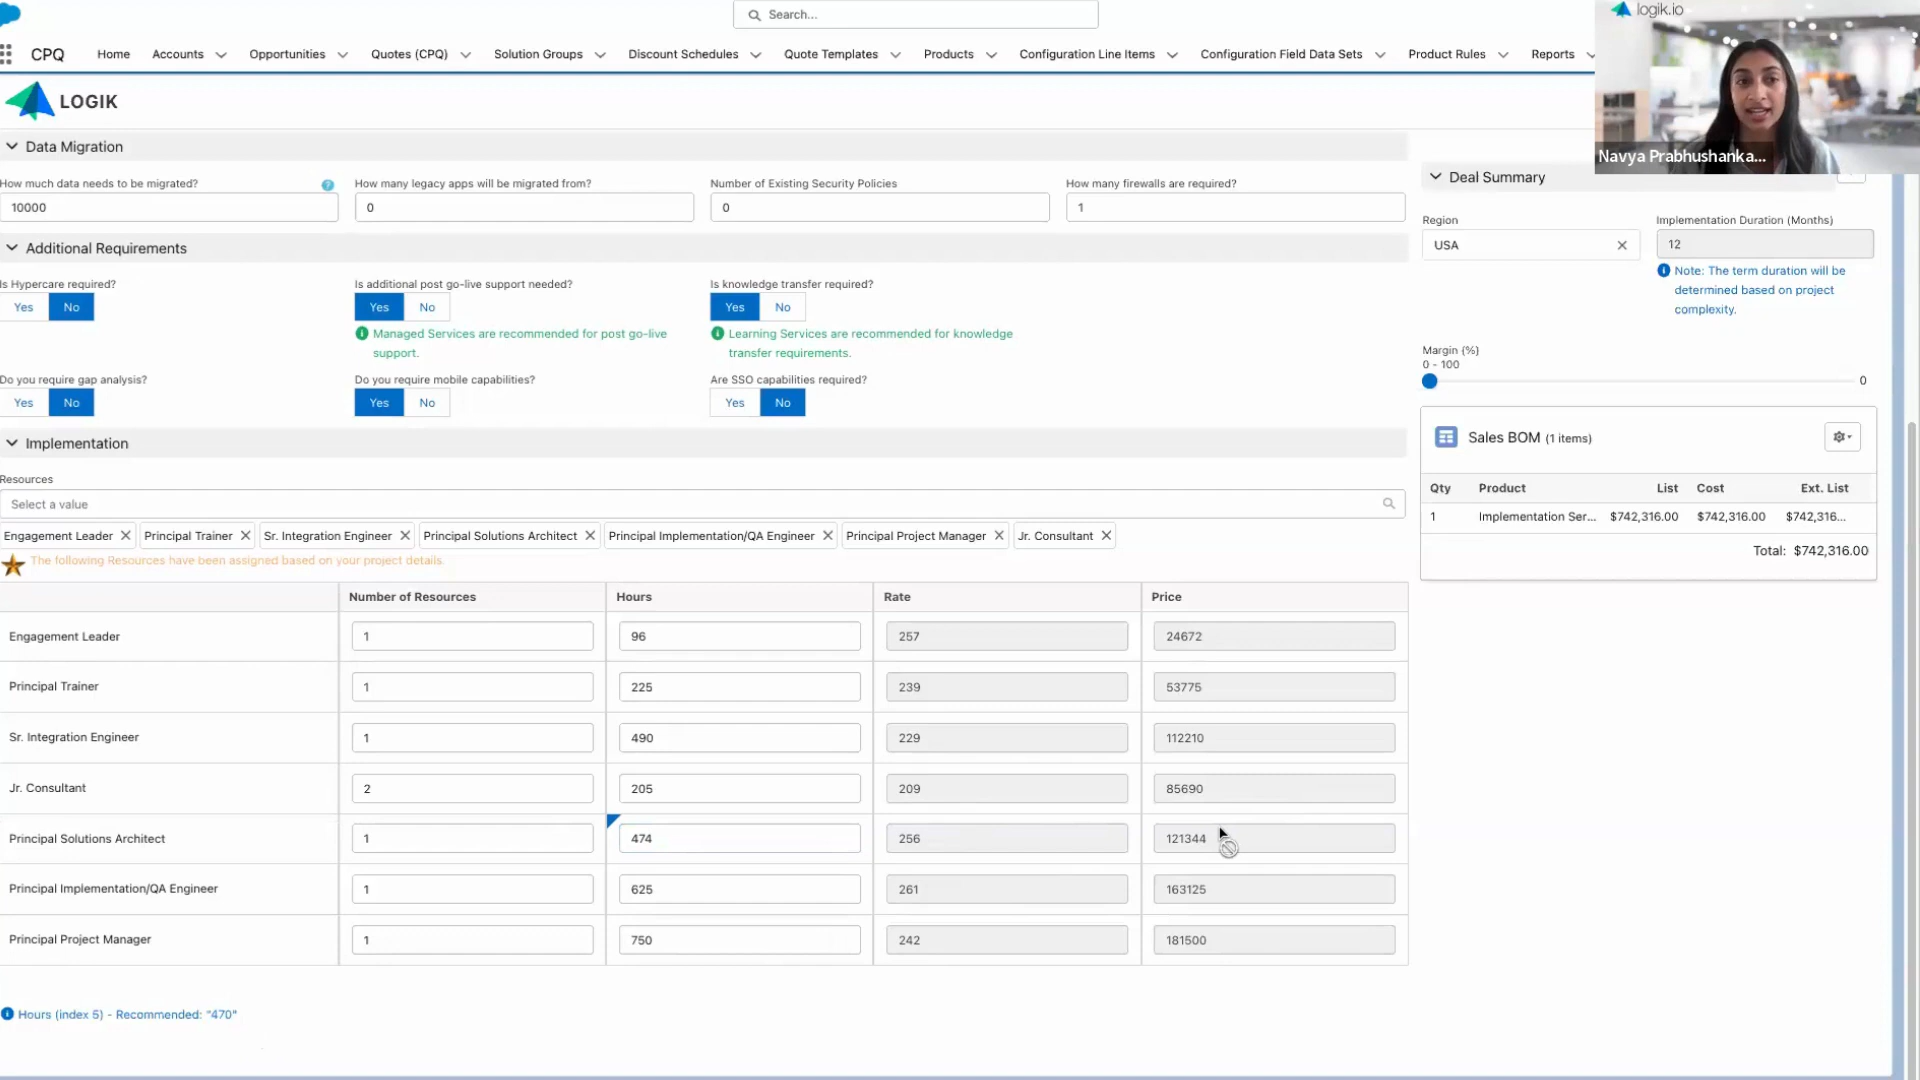 Search...
logik.io
CPQ Home Accounts Opportunities Quotes (CPQ) Solution Groups Discount Schedules Quote Templates Products Configuration Line Items Configuration Field Data Sets Product Rules Reports
LOGIK
Navya Prabhushanka...
Data Migration
How much data needs to be migrated? How many legacy apps will be migrated from? Number of Existing Security Policies How many firewalls are required?
10000 0 0 1
Additional Requirements
Is Hypercare required? Is additional post go-live support needed? Is knowledge transfer required?
Yes No Yes No Yes No
Managed Services are recommended for post go-live support.
Learning Services are recommended for knowledge transfer requirements.
Do you require gap analysis? Do you require mobile capabilities? Are SSO capabilities required?
Yes No Yes No Yes No
Implementation
Resources
Select a value
Engagement Leader Principal Trainer Sr. Integration Engineer Principal Solutions Architect Principal Implementation/QA Engineer Principal Project Manager Jr. Consultant
The following Resources have been assigned based on your project details.
Number of Resources Hours Rate Price
Engagement Leader 1 96 257 24672
Principal Trainer 1 225 239 53775
Sr. Integration Engineer 1 490 229 112210
Jr. Consultant 2 205 209 85690
Principal Solutions Architect 1 474 256 121344
Principal Implementation/QA Engineer 1 625 261 163125
Principal Project Manager 1 750 242 181500
Hours (index 5) - Recommended: "470"
Deal Summary
Region Implementation Duration (Months)
USA 12
Note: The term duration will be
determined based on project
complexity.
Margin (%)
0 - 100
0
Sales BOM (1 items)
Qty Product List Cost Ext. List
1 Implementation Ser... $742,316.00 $742,316.00 $742,316...
Total: $742,316.00